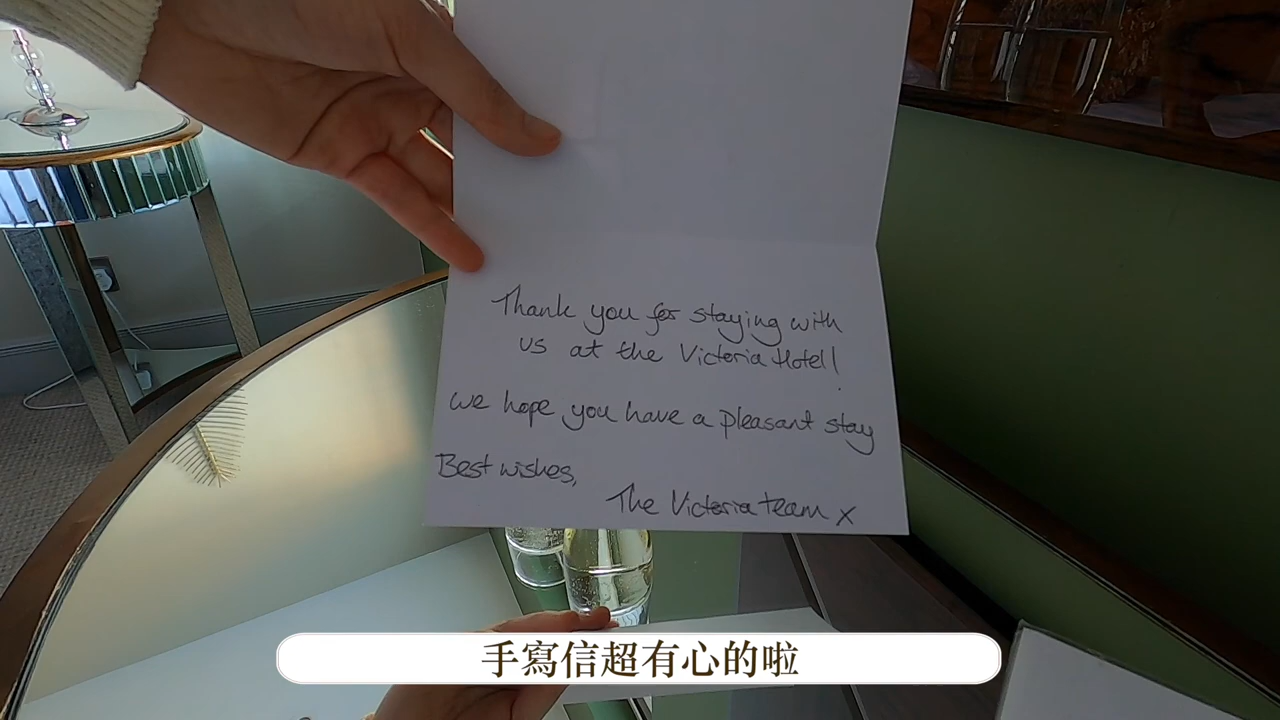 Thank you for staying with
us at the Victoria Hotel!
We hope you have a pleasant stay
Best wishes,
The Victoria team x
手寫信超有心的啦